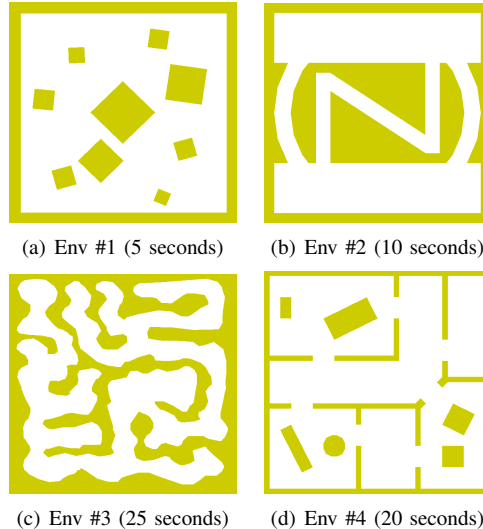 (a) Env #1 (5 seconds)
(b) Env #2 (10 seconds)
(c) Env #3 (25 seconds)
(d) Env #4 (20 seconds)